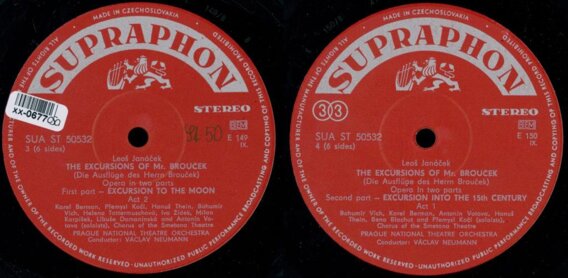 MADE IN CZECHOSLOVAKIA
SUPRAPHON
STEREO
xx-0677
SUA ST 50532
3 (6 sides)
E 149
IX.
Leoš Janáček
THE EXCURSIONS OF Mr. BROUČEK
(Die Ausflüge des Herrn Brouček)
Opera in two parts
First part – EXCURSION TO THE MOON
Act 2
Karel Berman, Přemysl Kočí, Hanuš Thein, Bohumír
Vích, Helena Tattermuschová, Ivo Žídek, Milan
Karpíšek, Libuše Domanínská and Antonín Vo-
tava (soloists). Chorus of the Smetana Theatre
PRAGUE NATIONAL THEATRE ORCHESTRA
Conductor: VÁCLAV NEUMANN
ALL RIGHTS OF THE MANUFACTURER AND OF THE OWNER OF THE RECORDED WORK RESERVED · UNAUTHORIZED PUBLIC PERFORMANCE BROADCASTING AND COPYING OF THIS RECORD PROHIBITED
MADE IN CZECHOSLOVAKIA
SUPRAPHON
33
STEREO
SUA ST 50532
4 (6 sides)
E 150
IX.
Leoš Janáček
THE EXCURSIONS OF Mr. BROUČEK
(Die Ausflüge des Herrn Brouček)
Opera in two parts
Second part – EXCURSION INTO THE 15th CENTURY
Act 1
Bohumír Vích, Karel Berman, Antonín Votava, Hanuš
Thein, Beno Blachut and Přemysl Kočí (soloists).
Chorus of the Smetana Theatre
PRAGUE NATIONAL THEATRE ORCHESTRA
Conductor: VÁCLAV NEUMANN
ALL RIGHTS OF THE MANUFACTURER AND OF THE OWNER OF THE RECORDED WORK RESERVED · UNAUTHORIZED PUBLIC PERFORMANCE BROADCASTING AND COPYING OF THIS RECORD PROHIBITED